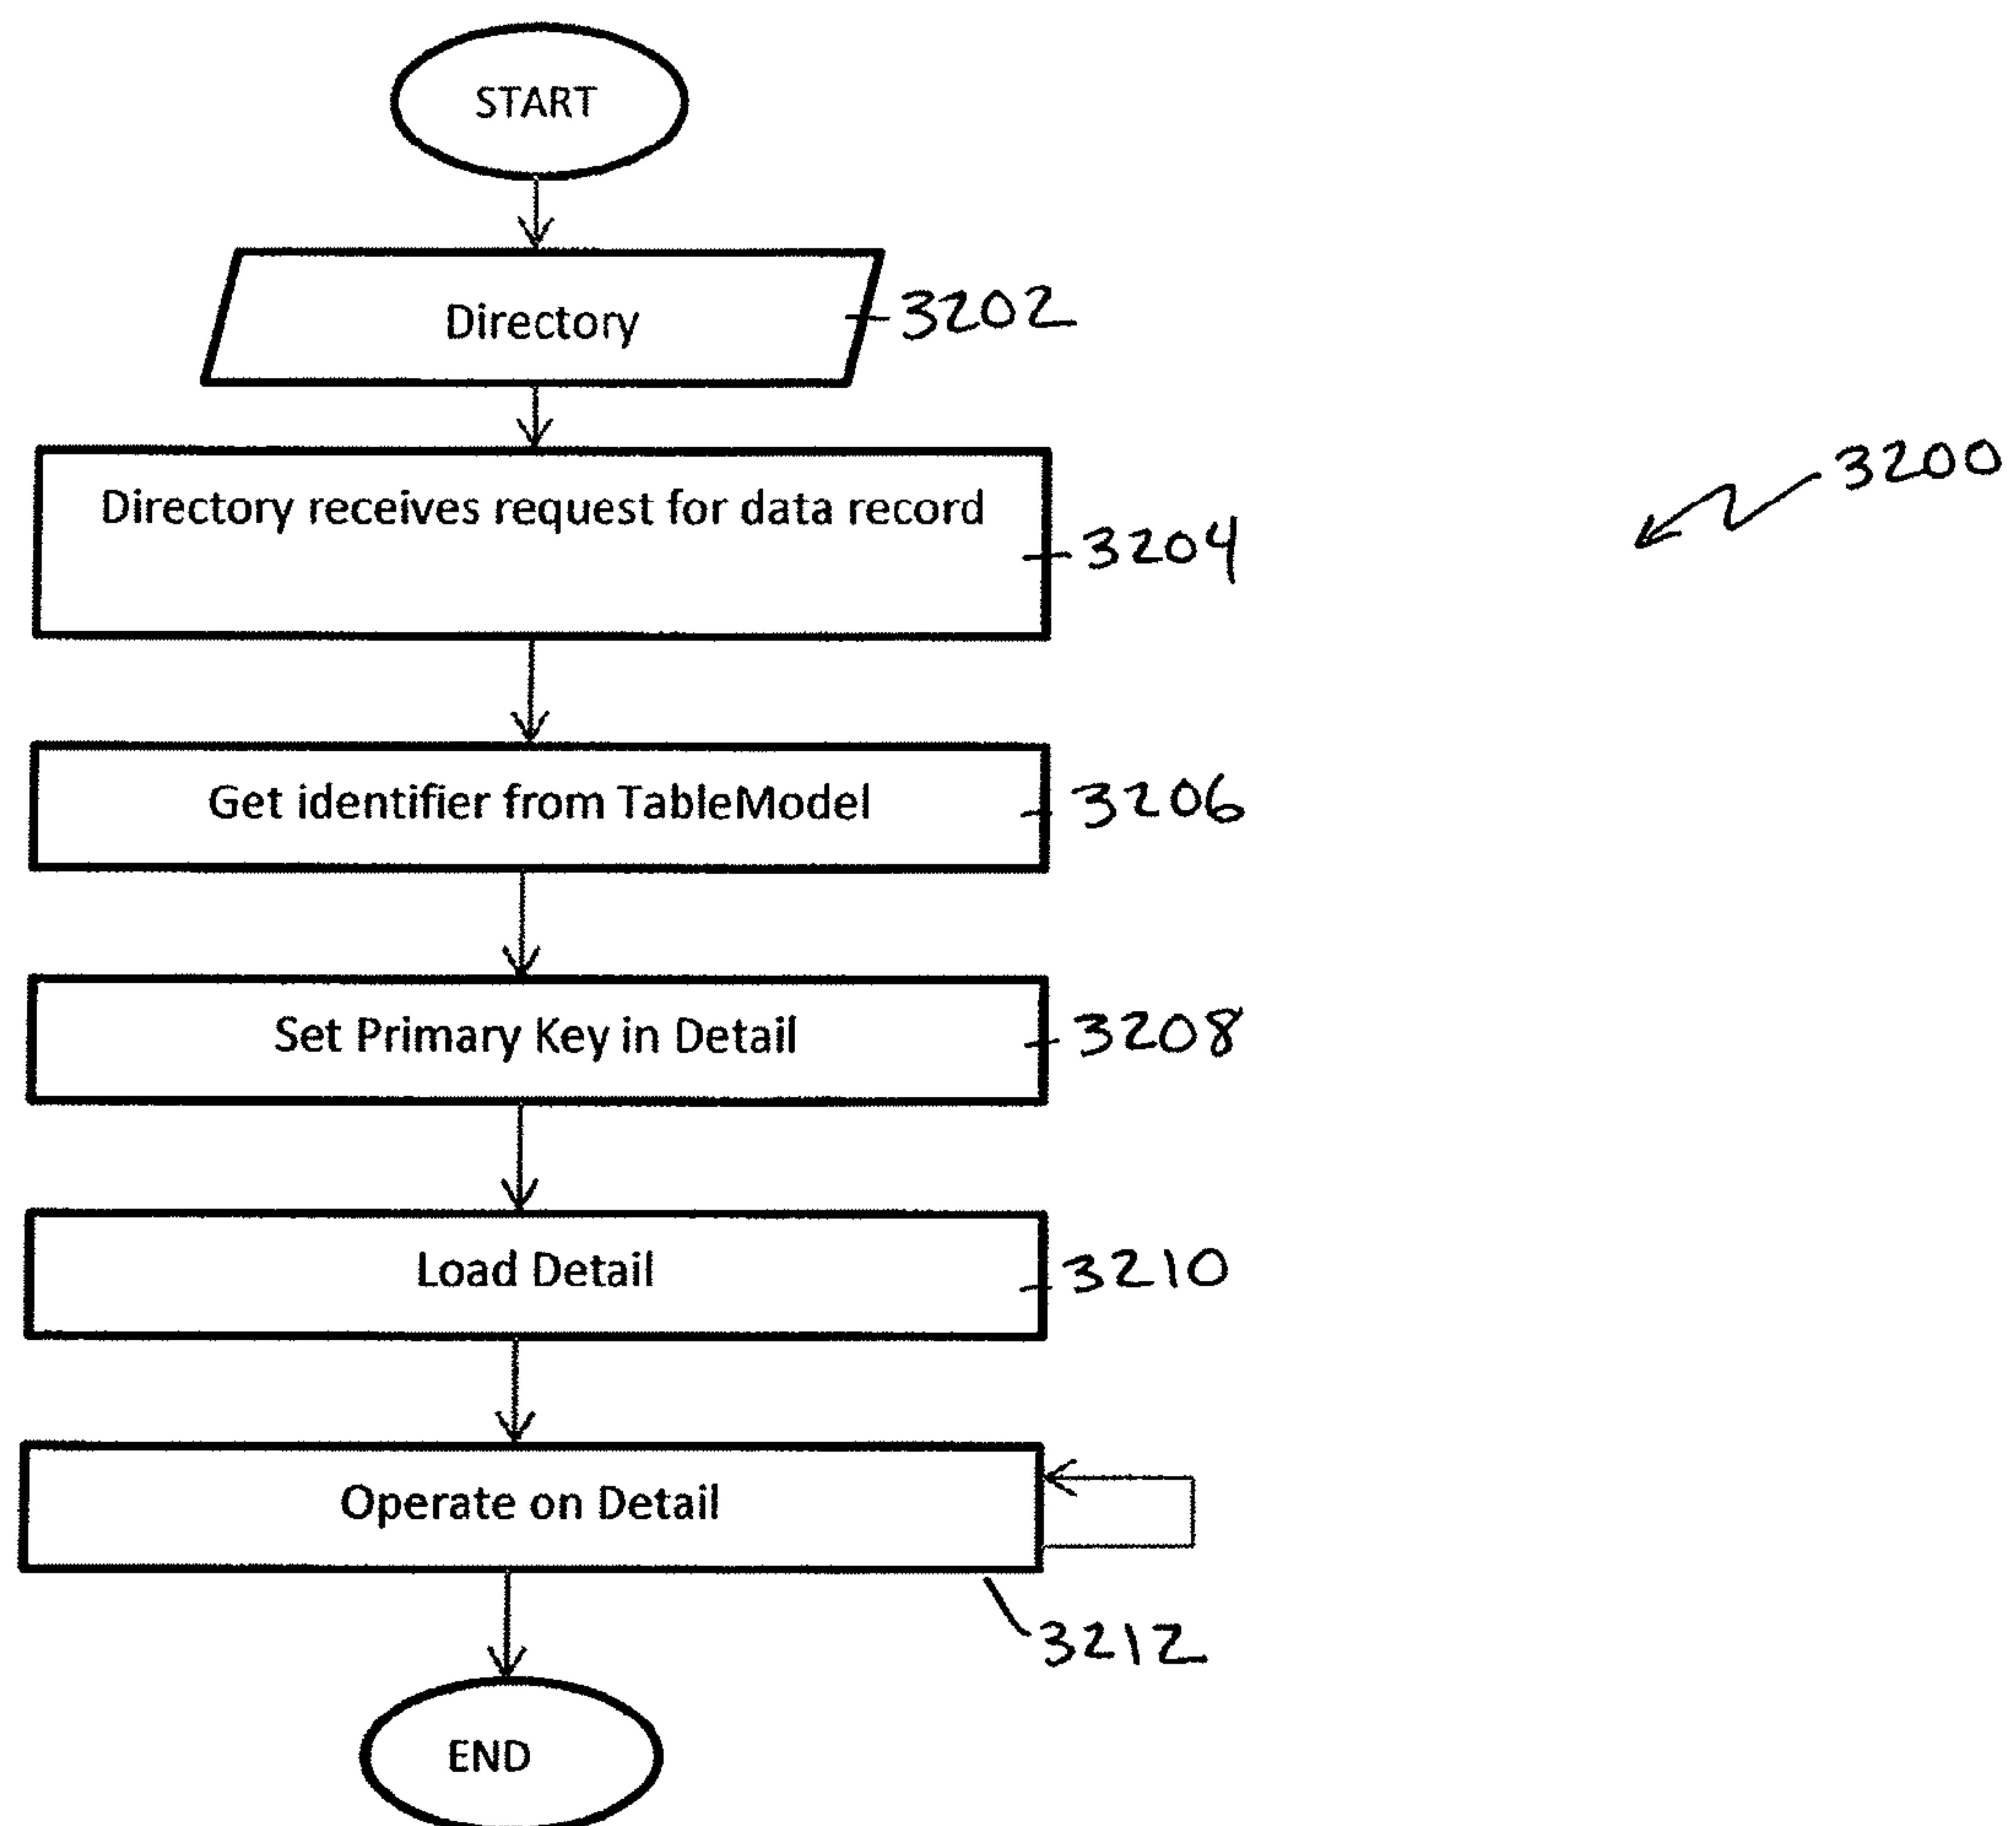 START
Directory
3202
Directory receives request for data record
3204
3200
Get identifier from TableModel
3206
Set Primary Key in Detail
3208
Load Detail
3210
Operate on Detail
3212
END